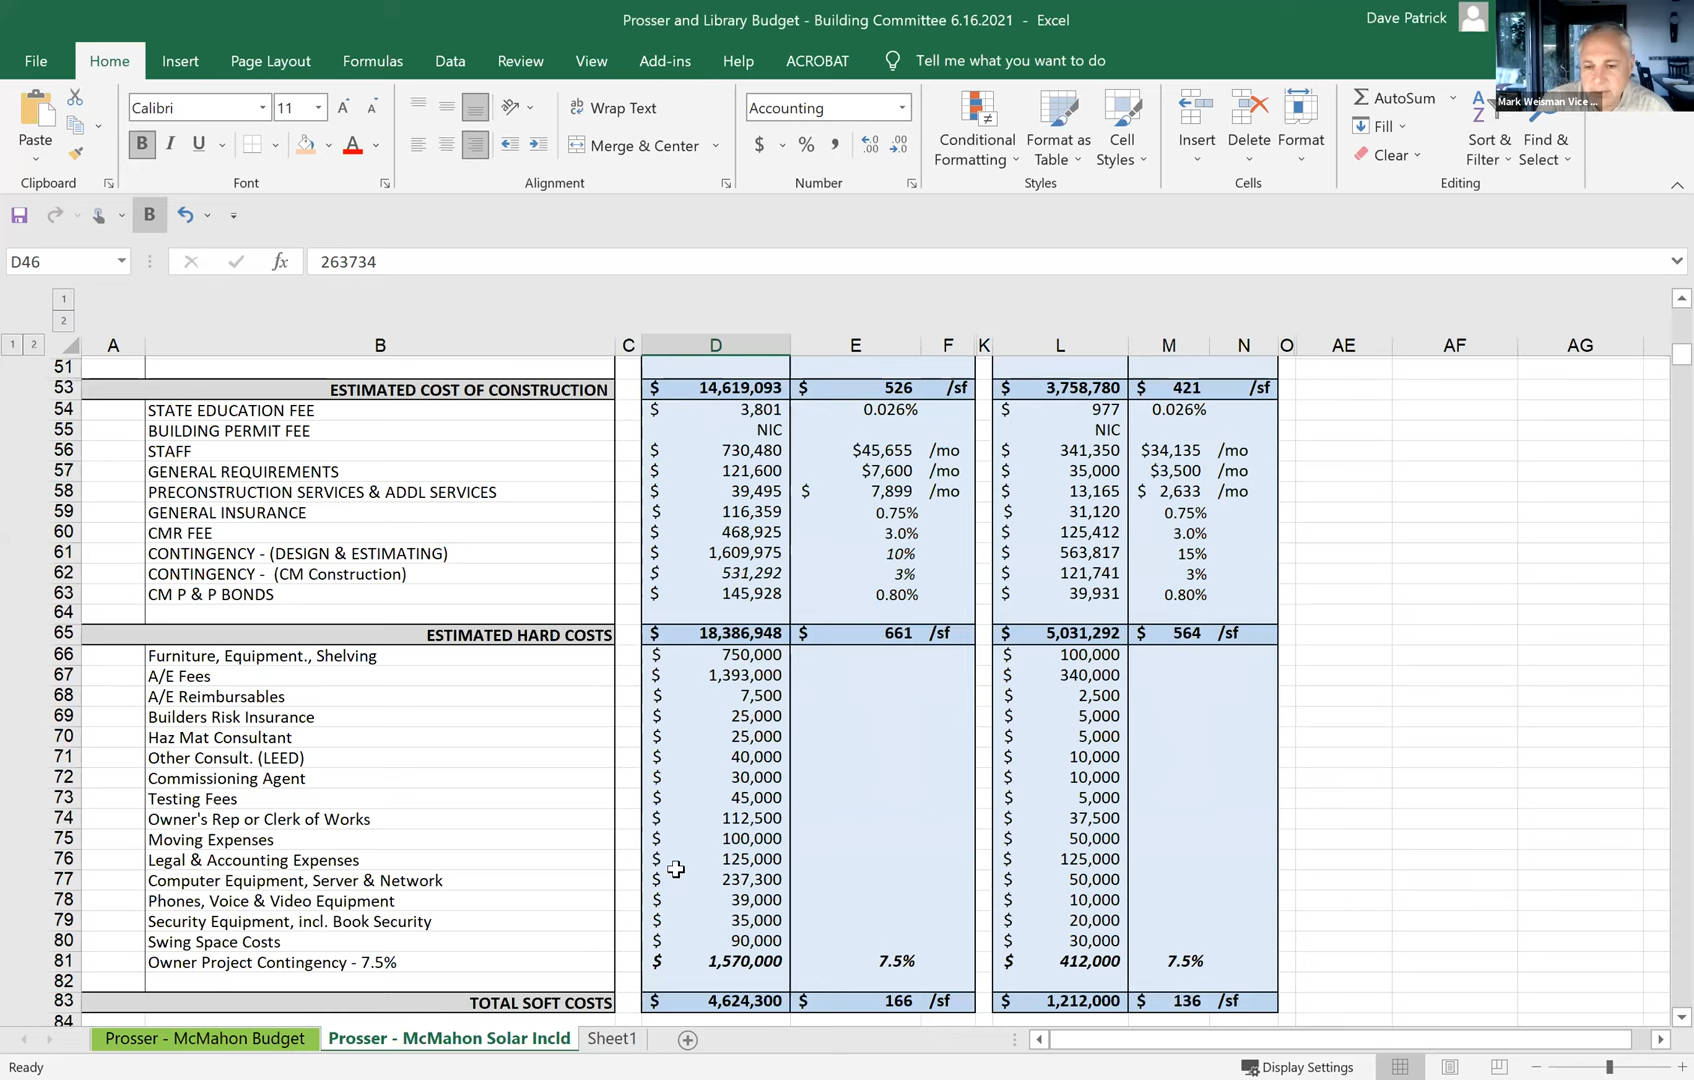 Prosser and Library Budget - Building Committee 6.16.2021 - Excel
Dave Patrick
Mark Weisman Vice ...
File Home Insert Page Layout Formulas Data Review View Add-ins Help ACROBAT Tell me what you want to do
Calibri 11 Wrap Text Accounting AutoSum
Paste B I U A Merge & Center $ % , Conditional Formatting Format as Table Cell Styles Insert Delete Format Fill Clear Sort & Filter Find & Select
Clipboard Font Alignment Number Styles Cells Editing
B
D46 fx 263734
1
2
1 2 A B C D E F K L M N O AE AF AG
51
53 ESTIMATED COST OF CONSTRUCTION $ 14,619,093 $ 526 /sf $ 3,758,780 $ 421 /sf
54 STATE EDUCATION FEE $ 3,801 0.026% $ 977 0.026%
55 BUILDING PERMIT FEE NIC NIC
56 STAFF $ 730,480 $45,655 /mo $ 341,350 $34,135 /mo
57 GENERAL REQUIREMENTS $ 121,600 $7,600 /mo $ 35,000 $3,500 /mo
58 PRECONSTRUCTION SERVICES & ADDL SERVICES $ 39,495 $ 7,899 /mo $ 13,165 $ 2,633 /mo
59 GENERAL INSURANCE $ 116,359 0.75% $ 31,120 0.75%
60 CMR FEE $ 468,925 3.0% $ 125,412 3.0%
61 CONTINGENCY - (DESIGN & ESTIMATING) $ 1,609,975 10% $ 563,817 15%
62 CONTINGENCY - (CM Construction) $ 531,292 3% $ 121,741 3%
63 CM P & P BONDS $ 145,928 0.80% $ 39,931 0.80%
64
65 ESTIMATED HARD COSTS $ 18,386,948 $ 661 /sf $ 5,031,292 $ 564 /sf
66 Furniture, Equipment., Shelving $ 750,000 $ 100,000
67 A/E Fees $ 1,393,000 $ 340,000
68 A/E Reimbursables $ 7,500 $ 2,500
69 Builders Risk Insurance $ 25,000 $ 5,000
70 Haz Mat Consultant $ 25,000 $ 5,000
71 Other Consult. (LEED) $ 40,000 $ 10,000
72 Commissioning Agent $ 30,000 $ 10,000
73 Testing Fees $ 45,000 $ 5,000
74 Owner's Rep or Clerk of Works $ 112,500 $ 37,500
75 Moving Expenses $ 100,000 $ 50,000
76 Legal & Accounting Expenses $ 125,000 $ 125,000
77 Computer Equipment, Server & Network $ 237,300 $ 50,000
78 Phones, Voice & Video Equipment $ 39,000 $ 10,000
79 Security Equipment, incl. Book Security $ 35,000 $ 20,000
80 Swing Space Costs $ 90,000 $ 30,000
81 Owner Project Contingency - 7.5% $ 1,570,000 7.5% $ 412,000 7.5%
82
83 TOTAL SOFT COSTS $ 4,624,300 $ 166 /sf $ 1,212,000 $ 136 /sf
84
Prosser - McMahon Budget Prosser - McMahon Solar Incld Sheet1
Ready Display Settings